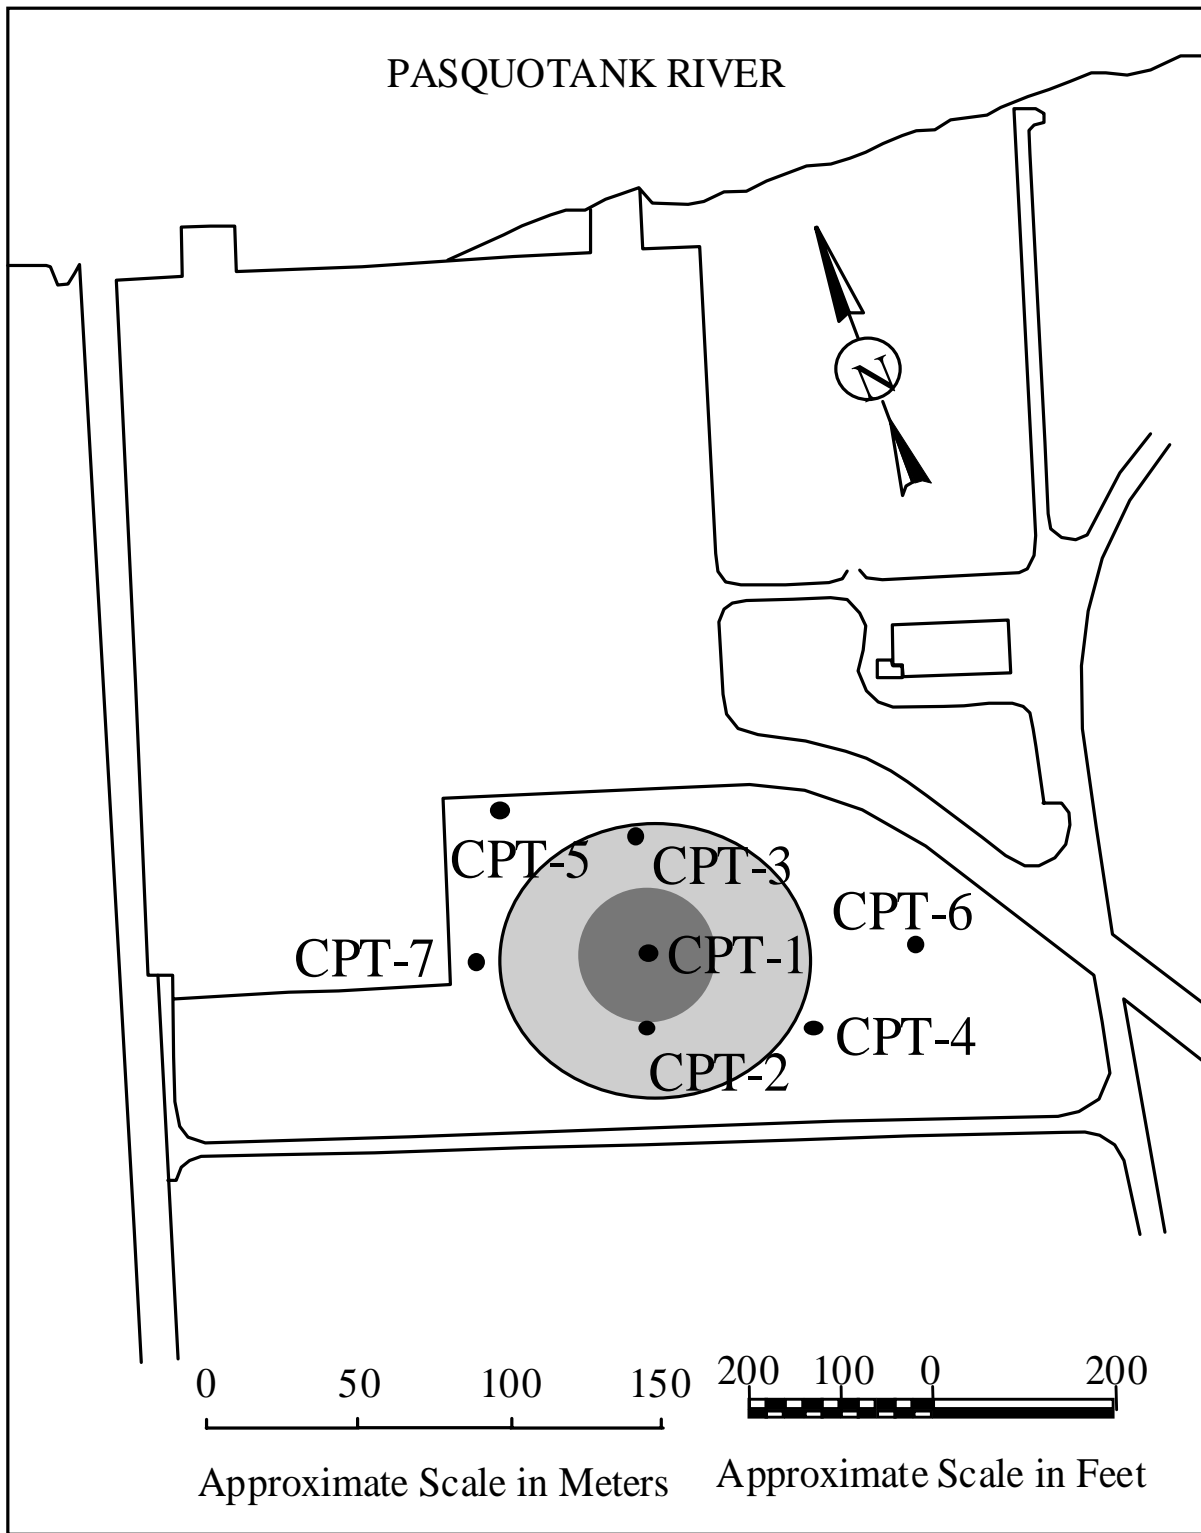 PASQUOTANK RIVER
N
CPT-5
CPT-3
CPT-6
CPT-7
CPT-1
CPT-4
CPT-2
0 50 100 150
Approximate Scale in Meters
200 100 0 200
Approximate Scale in Feet